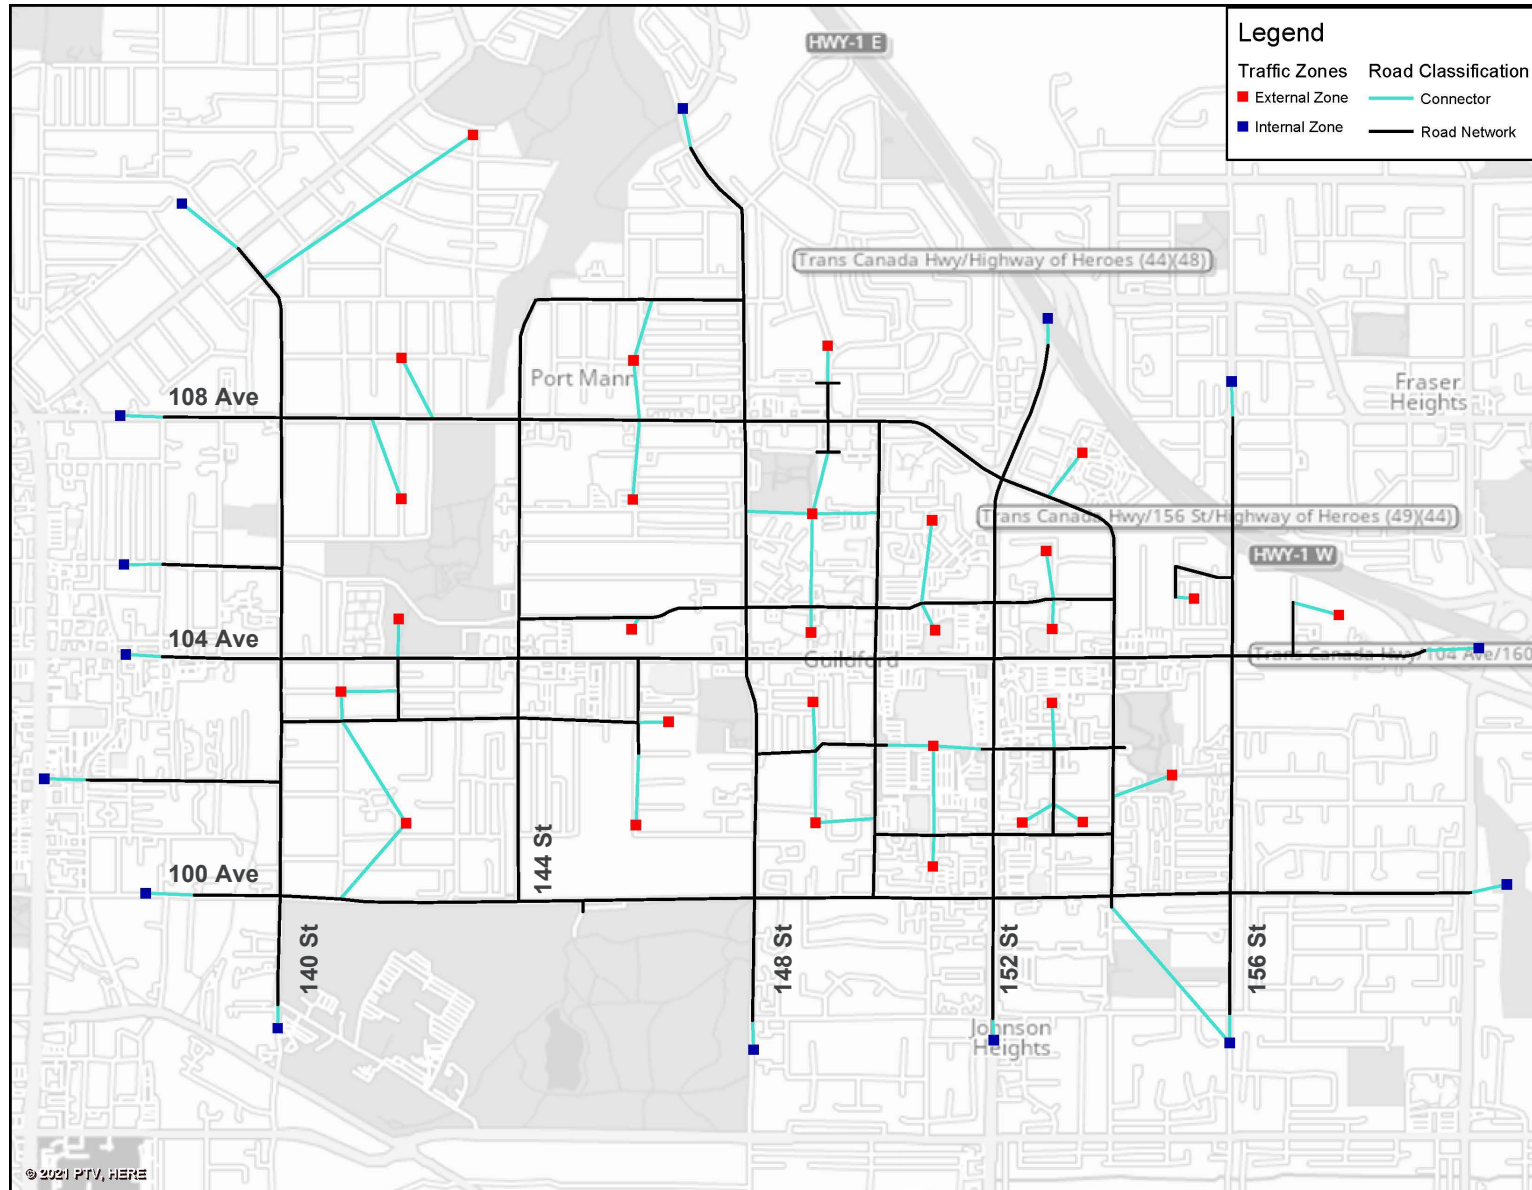 HWY-1 E
Legend
Traffic Zones
Road Classification
External Zone
Connector
Internal Zone
Road Network
Trans Canada Hwy/Highway of Heroes (44)(48)
Port Mann
Fraser
Heights
108 Ave
Trans Canada Hwy/156 St/Highway of Heroes (49)(44)
HWY-1 W
104 Ave
Guildford
Trans Canada Hwy/104 Ave/160
100 Ave
144 St
140 St
148 St
152 St
156 St
Johnson
Heights
© 2021 PTV, HERE